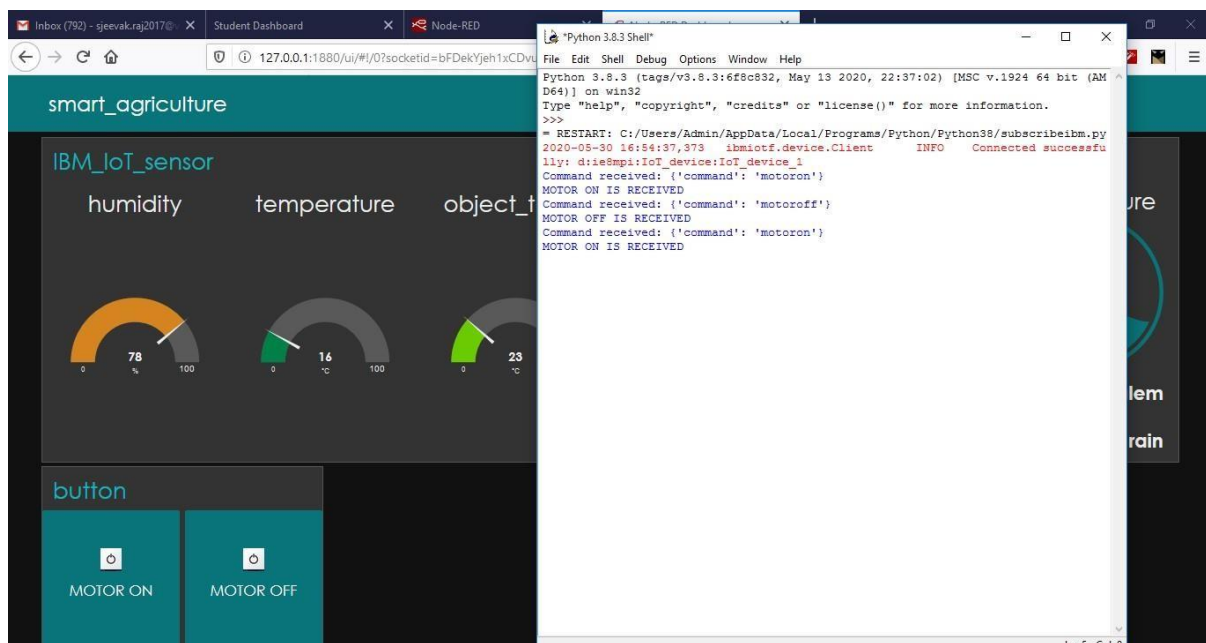 Inbox (792) - sjeevak.raj2017@
Student Dashboard
Node-RED
127.0.0.1:1880/ui/#!/0?socketid=bFDekYjeh1xCDvu
smart_agriculture
IBM_IoT_sensor
humidity
temperature
object_t
78
0
%
100
16
0
°C
100
23
0
°C
ure
lem
rain
button
MOTOR ON
MOTOR OFF
*Python 3.8.3 Shell*
File Edit Shell Debug Options Window Help
Python 3.8.3 (tags/v3.8.3:6f8c832, May 13 2020, 22:37:02) [MSC v.1924 64 bit (AM
D64)] on win32
Type "help", "copyright", "credits" or "license()" for more information.
>>>
= RESTART: C:/Users/Admin/AppData/Local/Programs/Python/Python38/subscribeibm.py
2020-05-30 16:54:37,373 ibmiotf.device.Client INFO Connected successfu
lly: d:ie8mpi:IoT_device:IoT_device_1
Command received: {'command': 'motoron'}
MOTOR ON IS RECEIVED
Command received: {'command': 'motoroff'}
MOTOR OFF IS RECEIVED
Command received: {'command': 'motoron'}
MOTOR ON IS RECEIVED